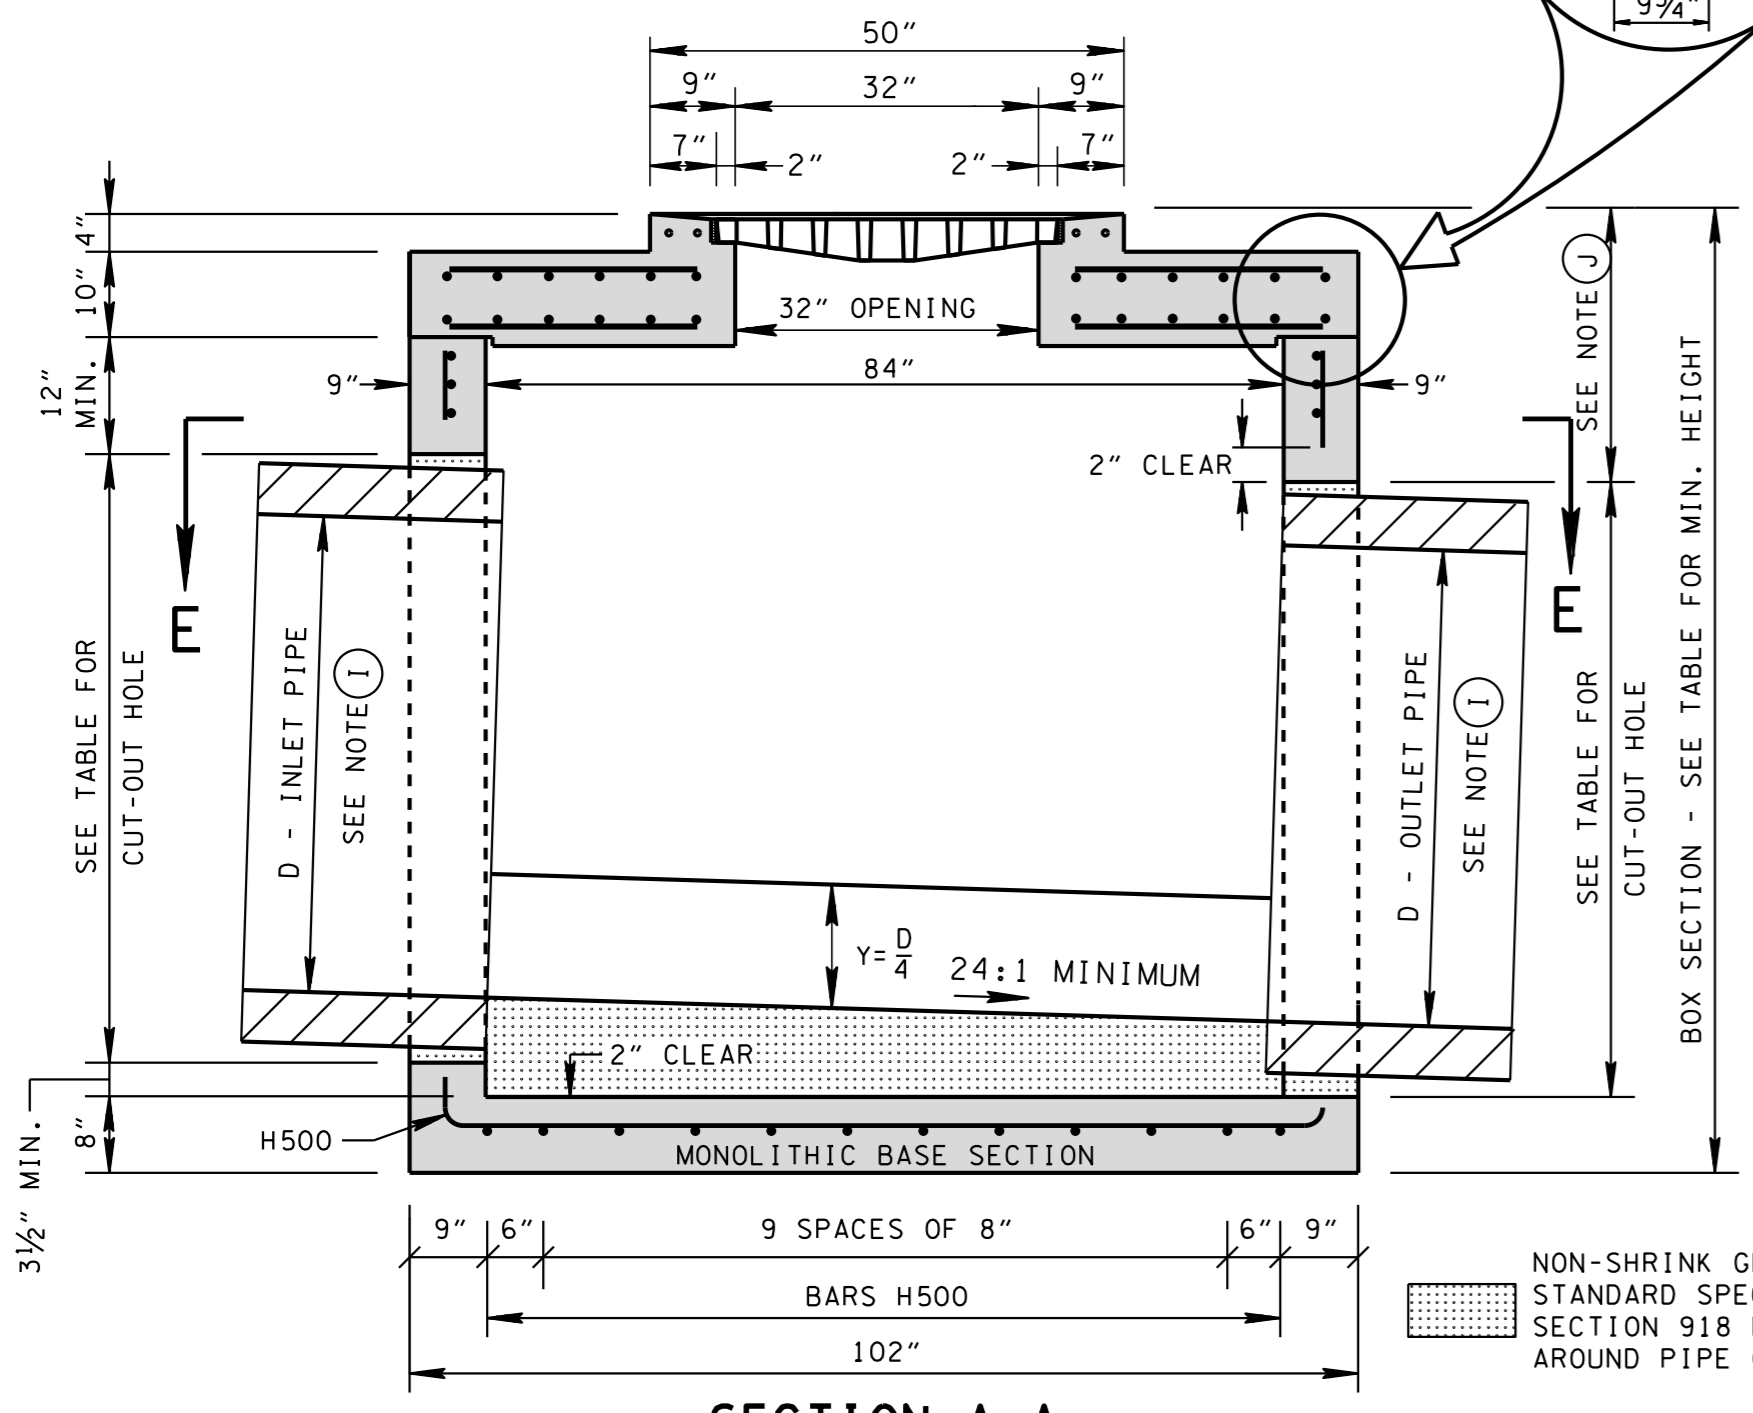 9¾"
50"
9" 32" 9"
7" 2" 2" 7"
4"
10"
12" MIN.
32" OPENING
9" 84" 9"
2" CLEAR
SEE NOTE J
BOX SECTION - SEE TABLE FOR MIN. HEIGHT
E E
SEE TABLE FOR
CUT-OUT HOLE
D - INLET PIPE
SEE NOTE I
D - OUTLET PIPE
SEE NOTE I
SEE TABLE FOR
CUT-OUT HOLE
Y= D/4
24:1 MINIMUM
2" CLEAR
3½" MIN.
8"
H500
MONOLITHIC BASE SECTION
9" 6" 9 SPACES OF 8" 6" 9"
BARS H500
102"
NON-SHRINK
STANDARD
SECTION 918
AROUND PIPE
SECTION A-A